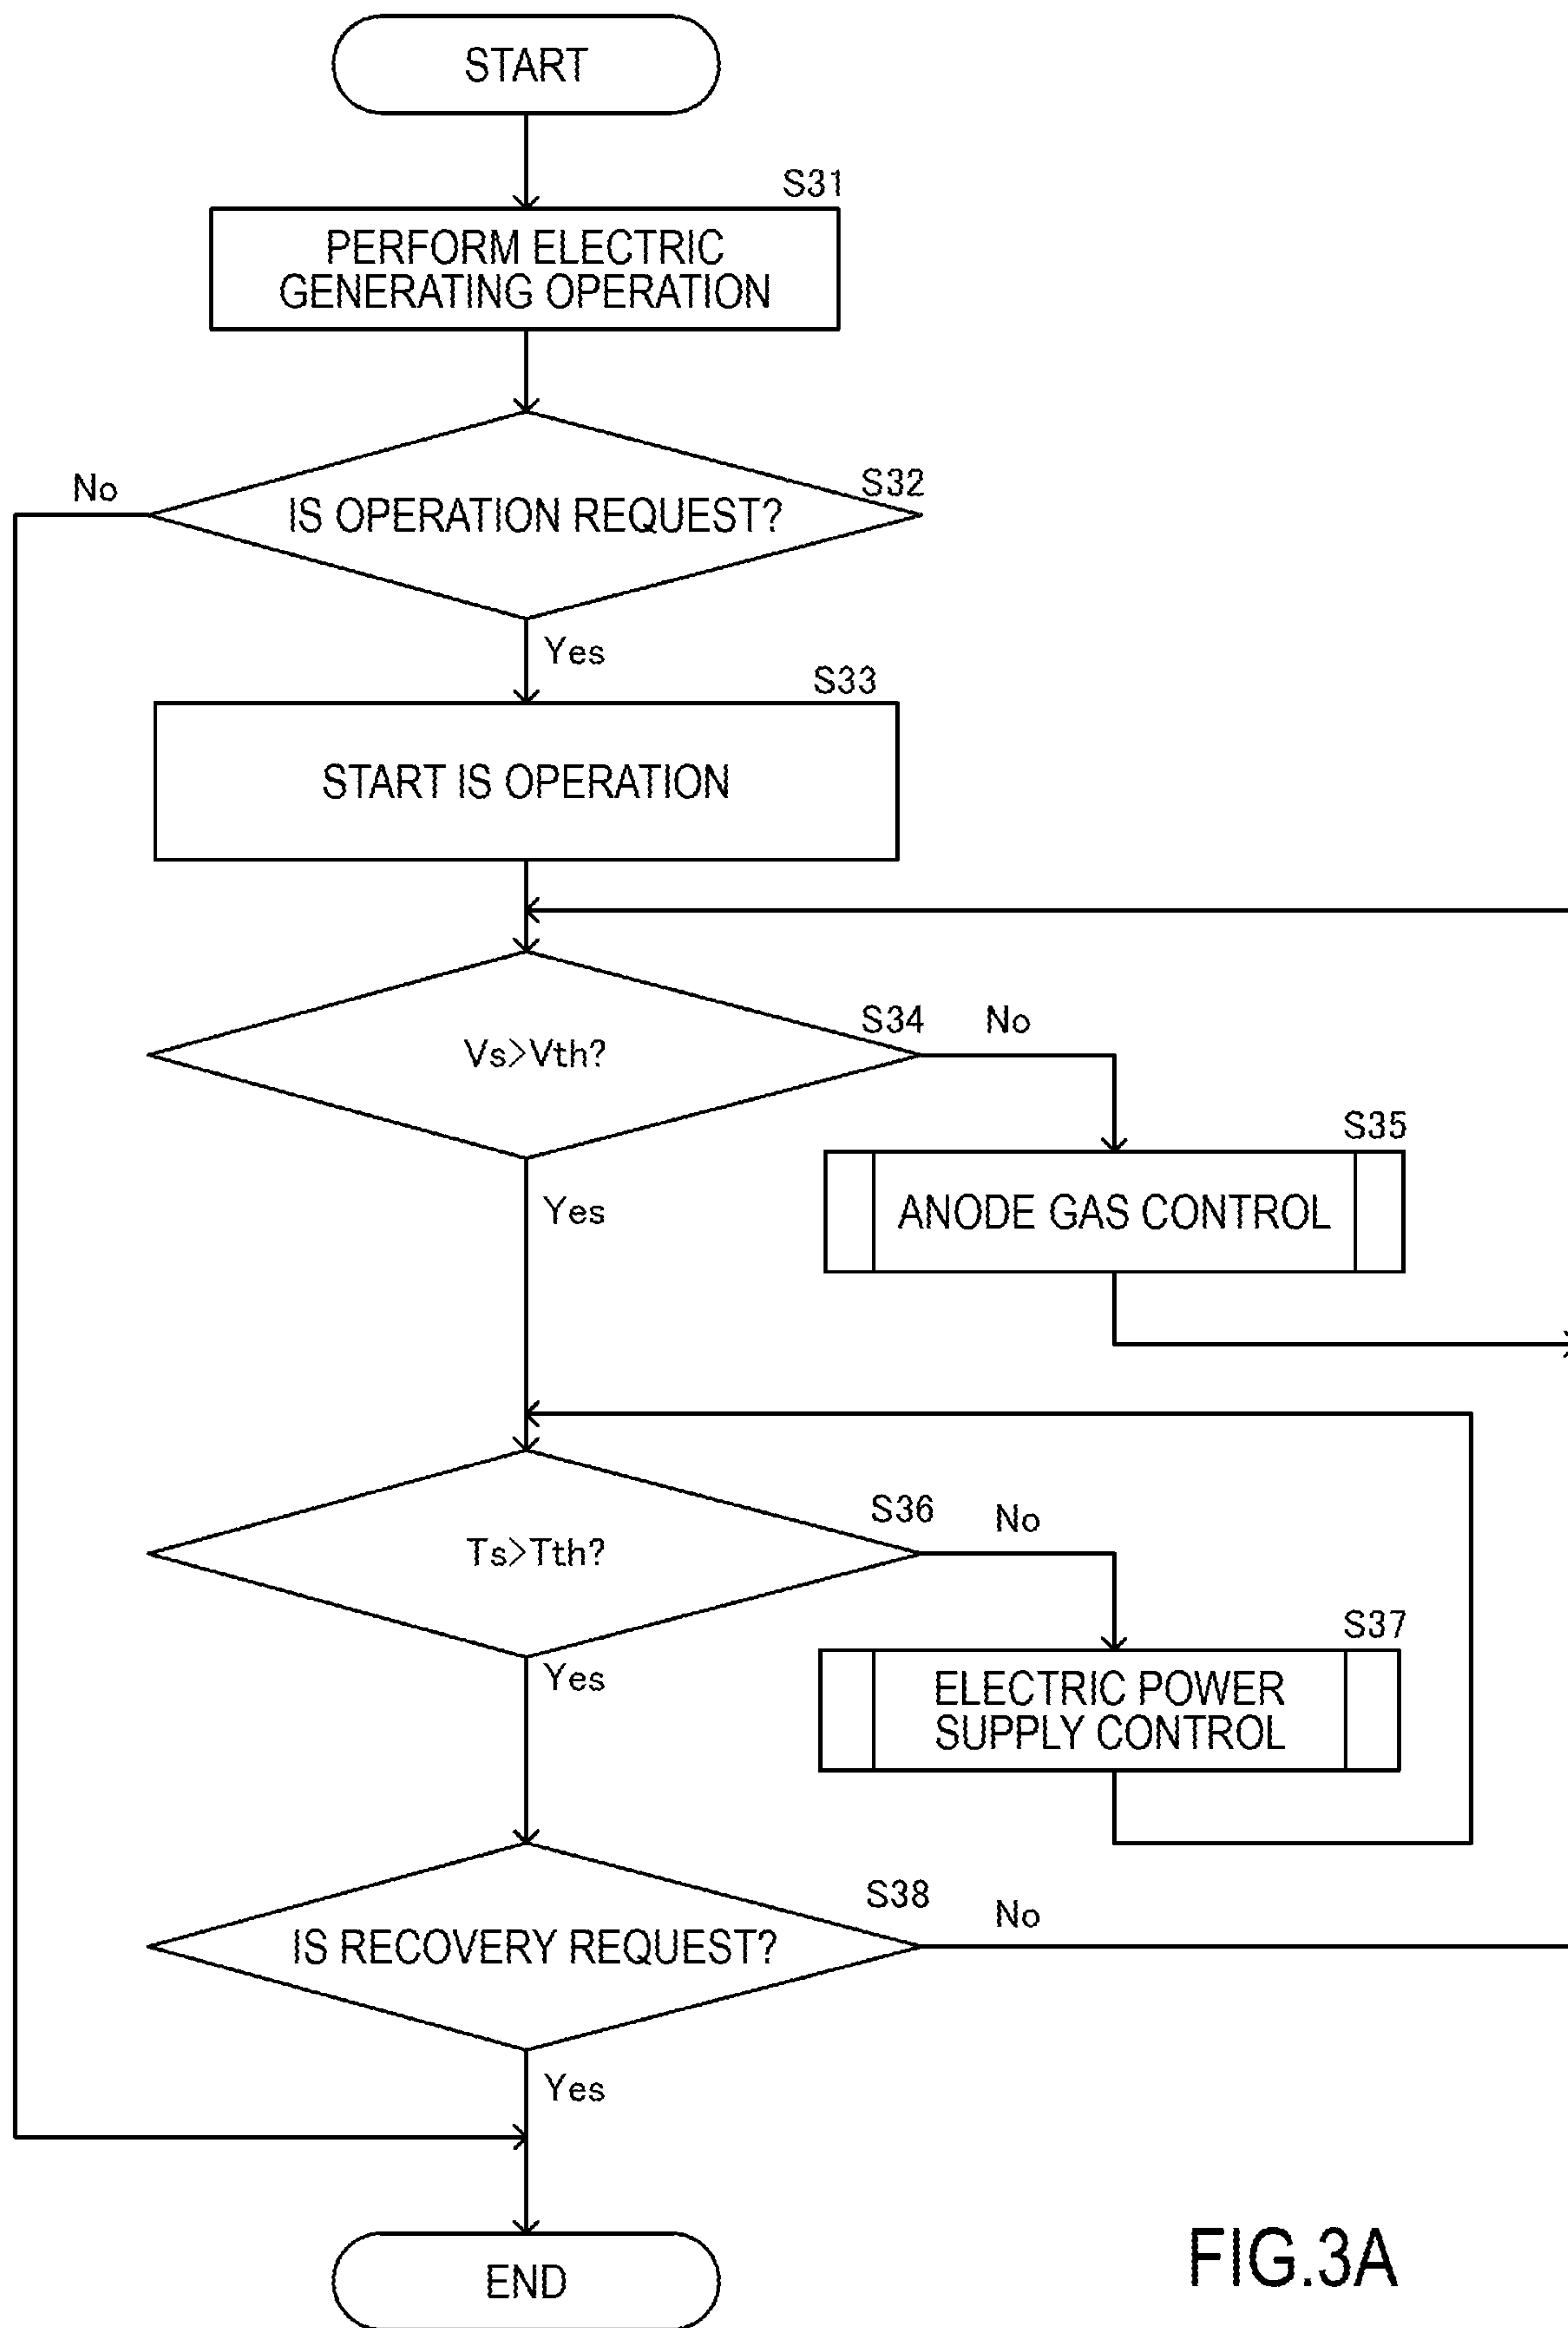 START
S31
PERFORM ELECTRIC
GENERATING OPERATION
No
S32
IS OPERATION REQUEST?
Yes
S33
START IS OPERATION
S34
No
Vs>Vth?
S35
Yes
ANODE GAS CONTROL
S36
No
Ts>Tth?
S37
Yes
ELECTRIC POWER
SUPPLY CONTROL
S38
No
IS RECOVERY REQUEST?
Yes
END
FIG.3A